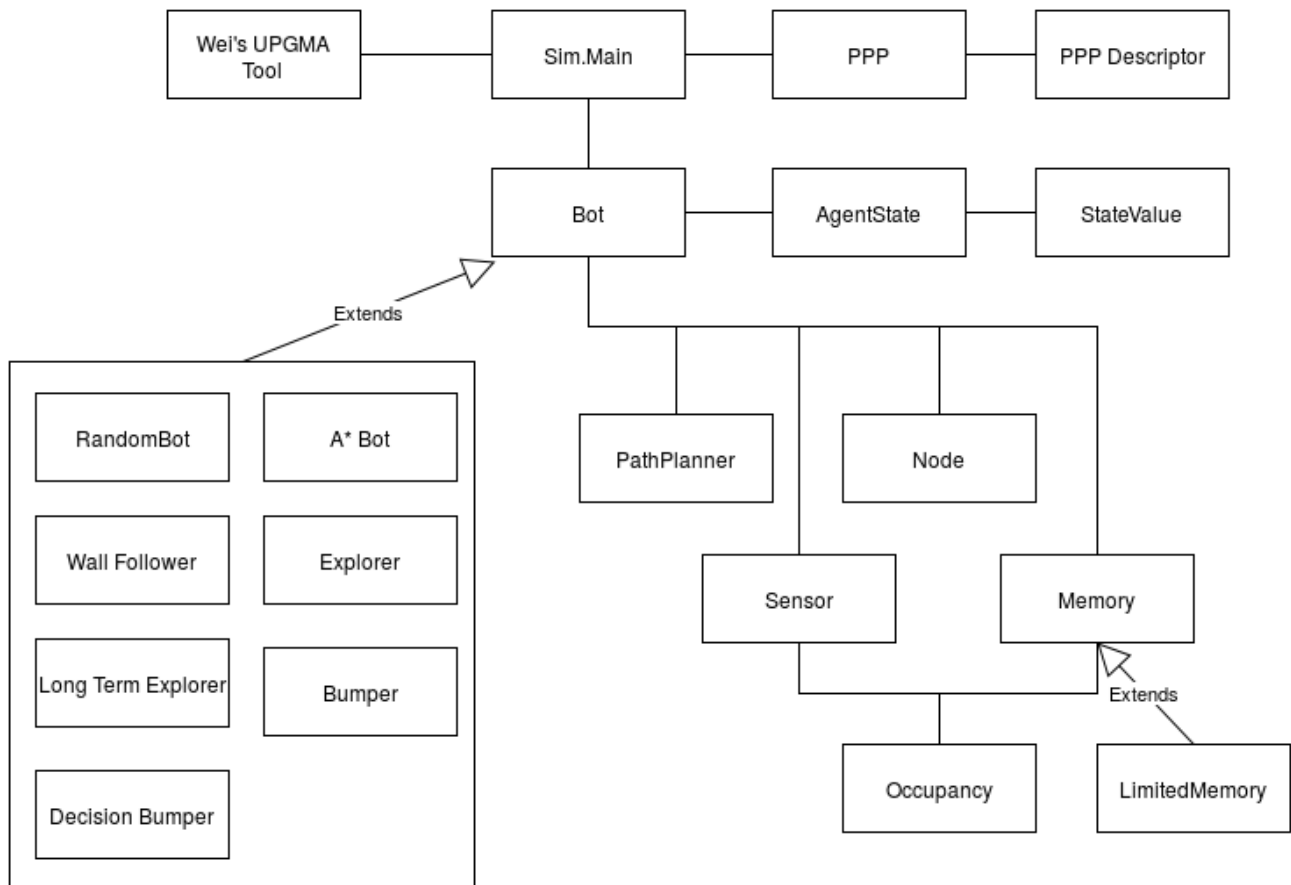 Wei's UPGMA
Tool
Sim.Main
PPP
PPP Descriptor
Bot
AgentState
StateValue
Extends
RandomBot
A* Bot
PathPlanner
Node
Wall Follower
Explorer
Sensor
Memory
Long Term Explorer
Bumper
Extends
Decision Bumper
Occupancy
LimitedMemory